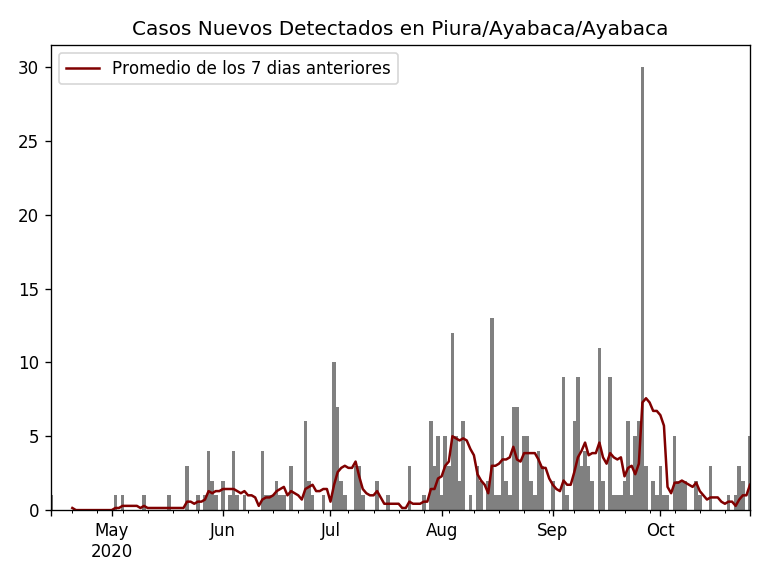 Casos Nuevos Detectados en Piura/Ayabaca/Ayabaca
Promedio de los 7 dias anteriores
30
25
20
15
10
5
0
May Jun Jul Aug Sep Oct
2020